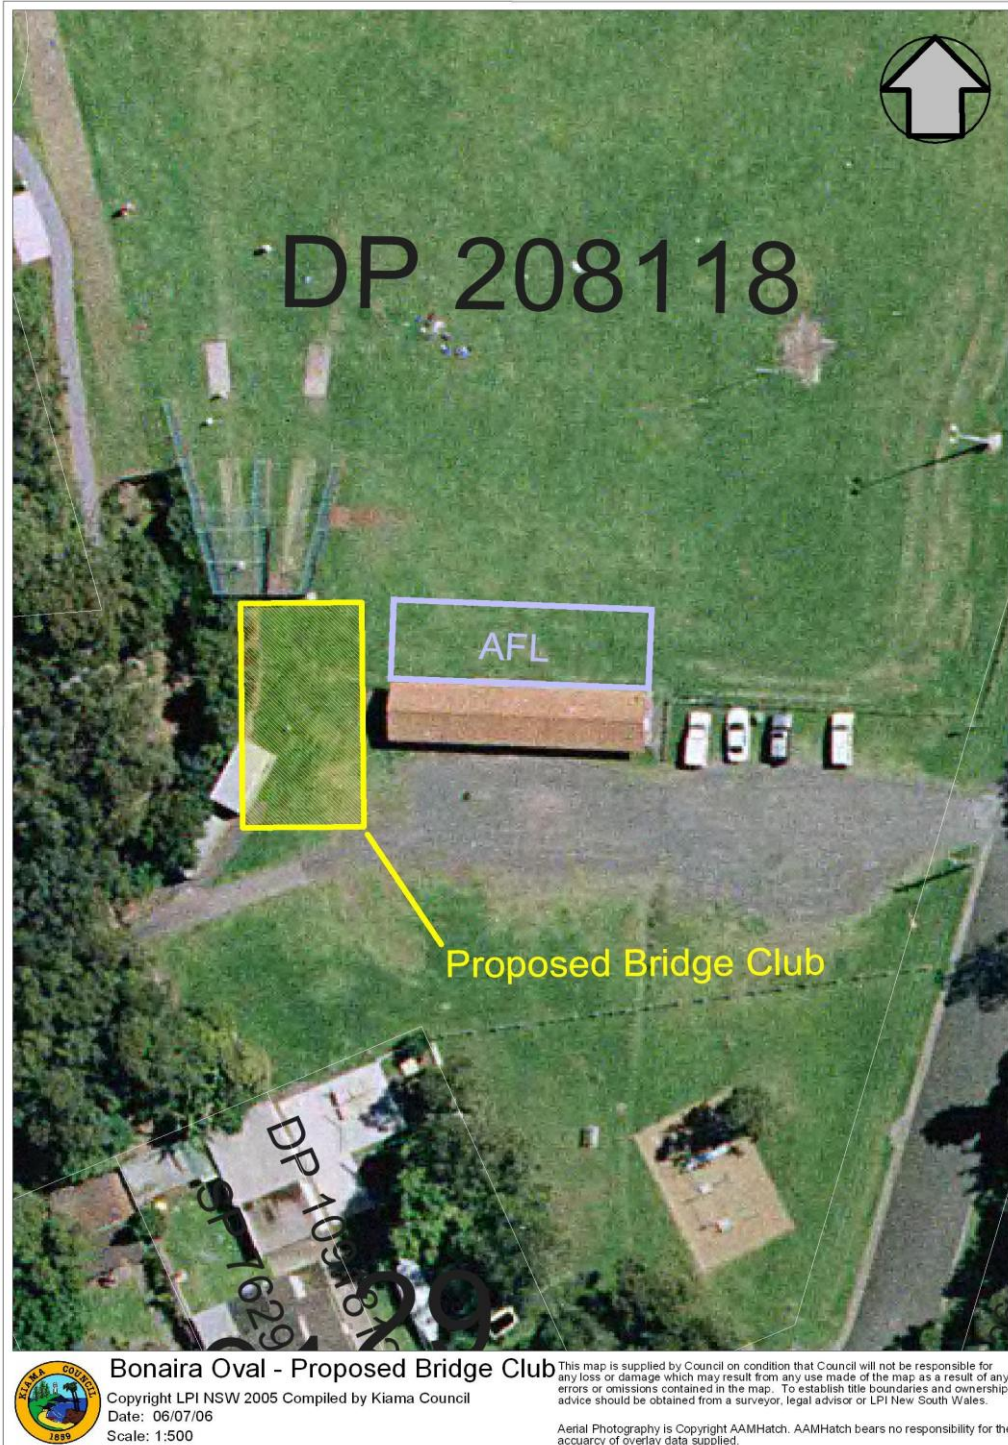 DP 208118
AFL
Proposed Bridge Club
DP 109
SP 7629
29
KIAMA COUNCIL
1859
Bonaira Oval - Proposed Bridge Club
Copyright LPI NSW 2005 Compiled by Kiama Council
Date: 06/07/06
Scale: 1:500
This map is supplied by Council on condition that Council will not be responsible for
any loss or damage which may result from any use made of the map as a result of any
errors or omissions contained in the map. To establish title boundaries and ownership
advice should be obtained from a surveyor, legal advisor or LPI New South Wales.
Aerial Photography is Copyright AAMHatch. AAMHatch bears no responsibility for the
accuarcy of overlay data supplied.